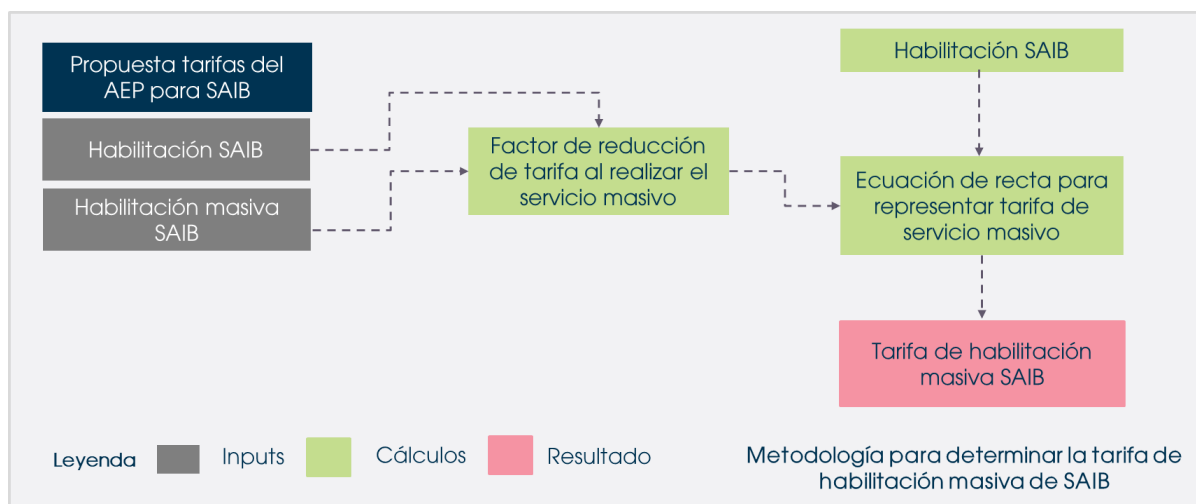 Propuesta tarifas del
AEP para SAIB
Habilitación SAIB
Habilitación masiva
SAIB
Factor de reducción
de tarifa al realizar el
servicio masivo
Habilitación SAIB
Ecuación de recta para
representar tarifa de
servicio masivo
Tarifa de habilitación
masiva SAIB
Leyenda
Inputs
Cálculos
Resultado
Metodología para determinar la tarifa de
habilitación masiva de SAIB